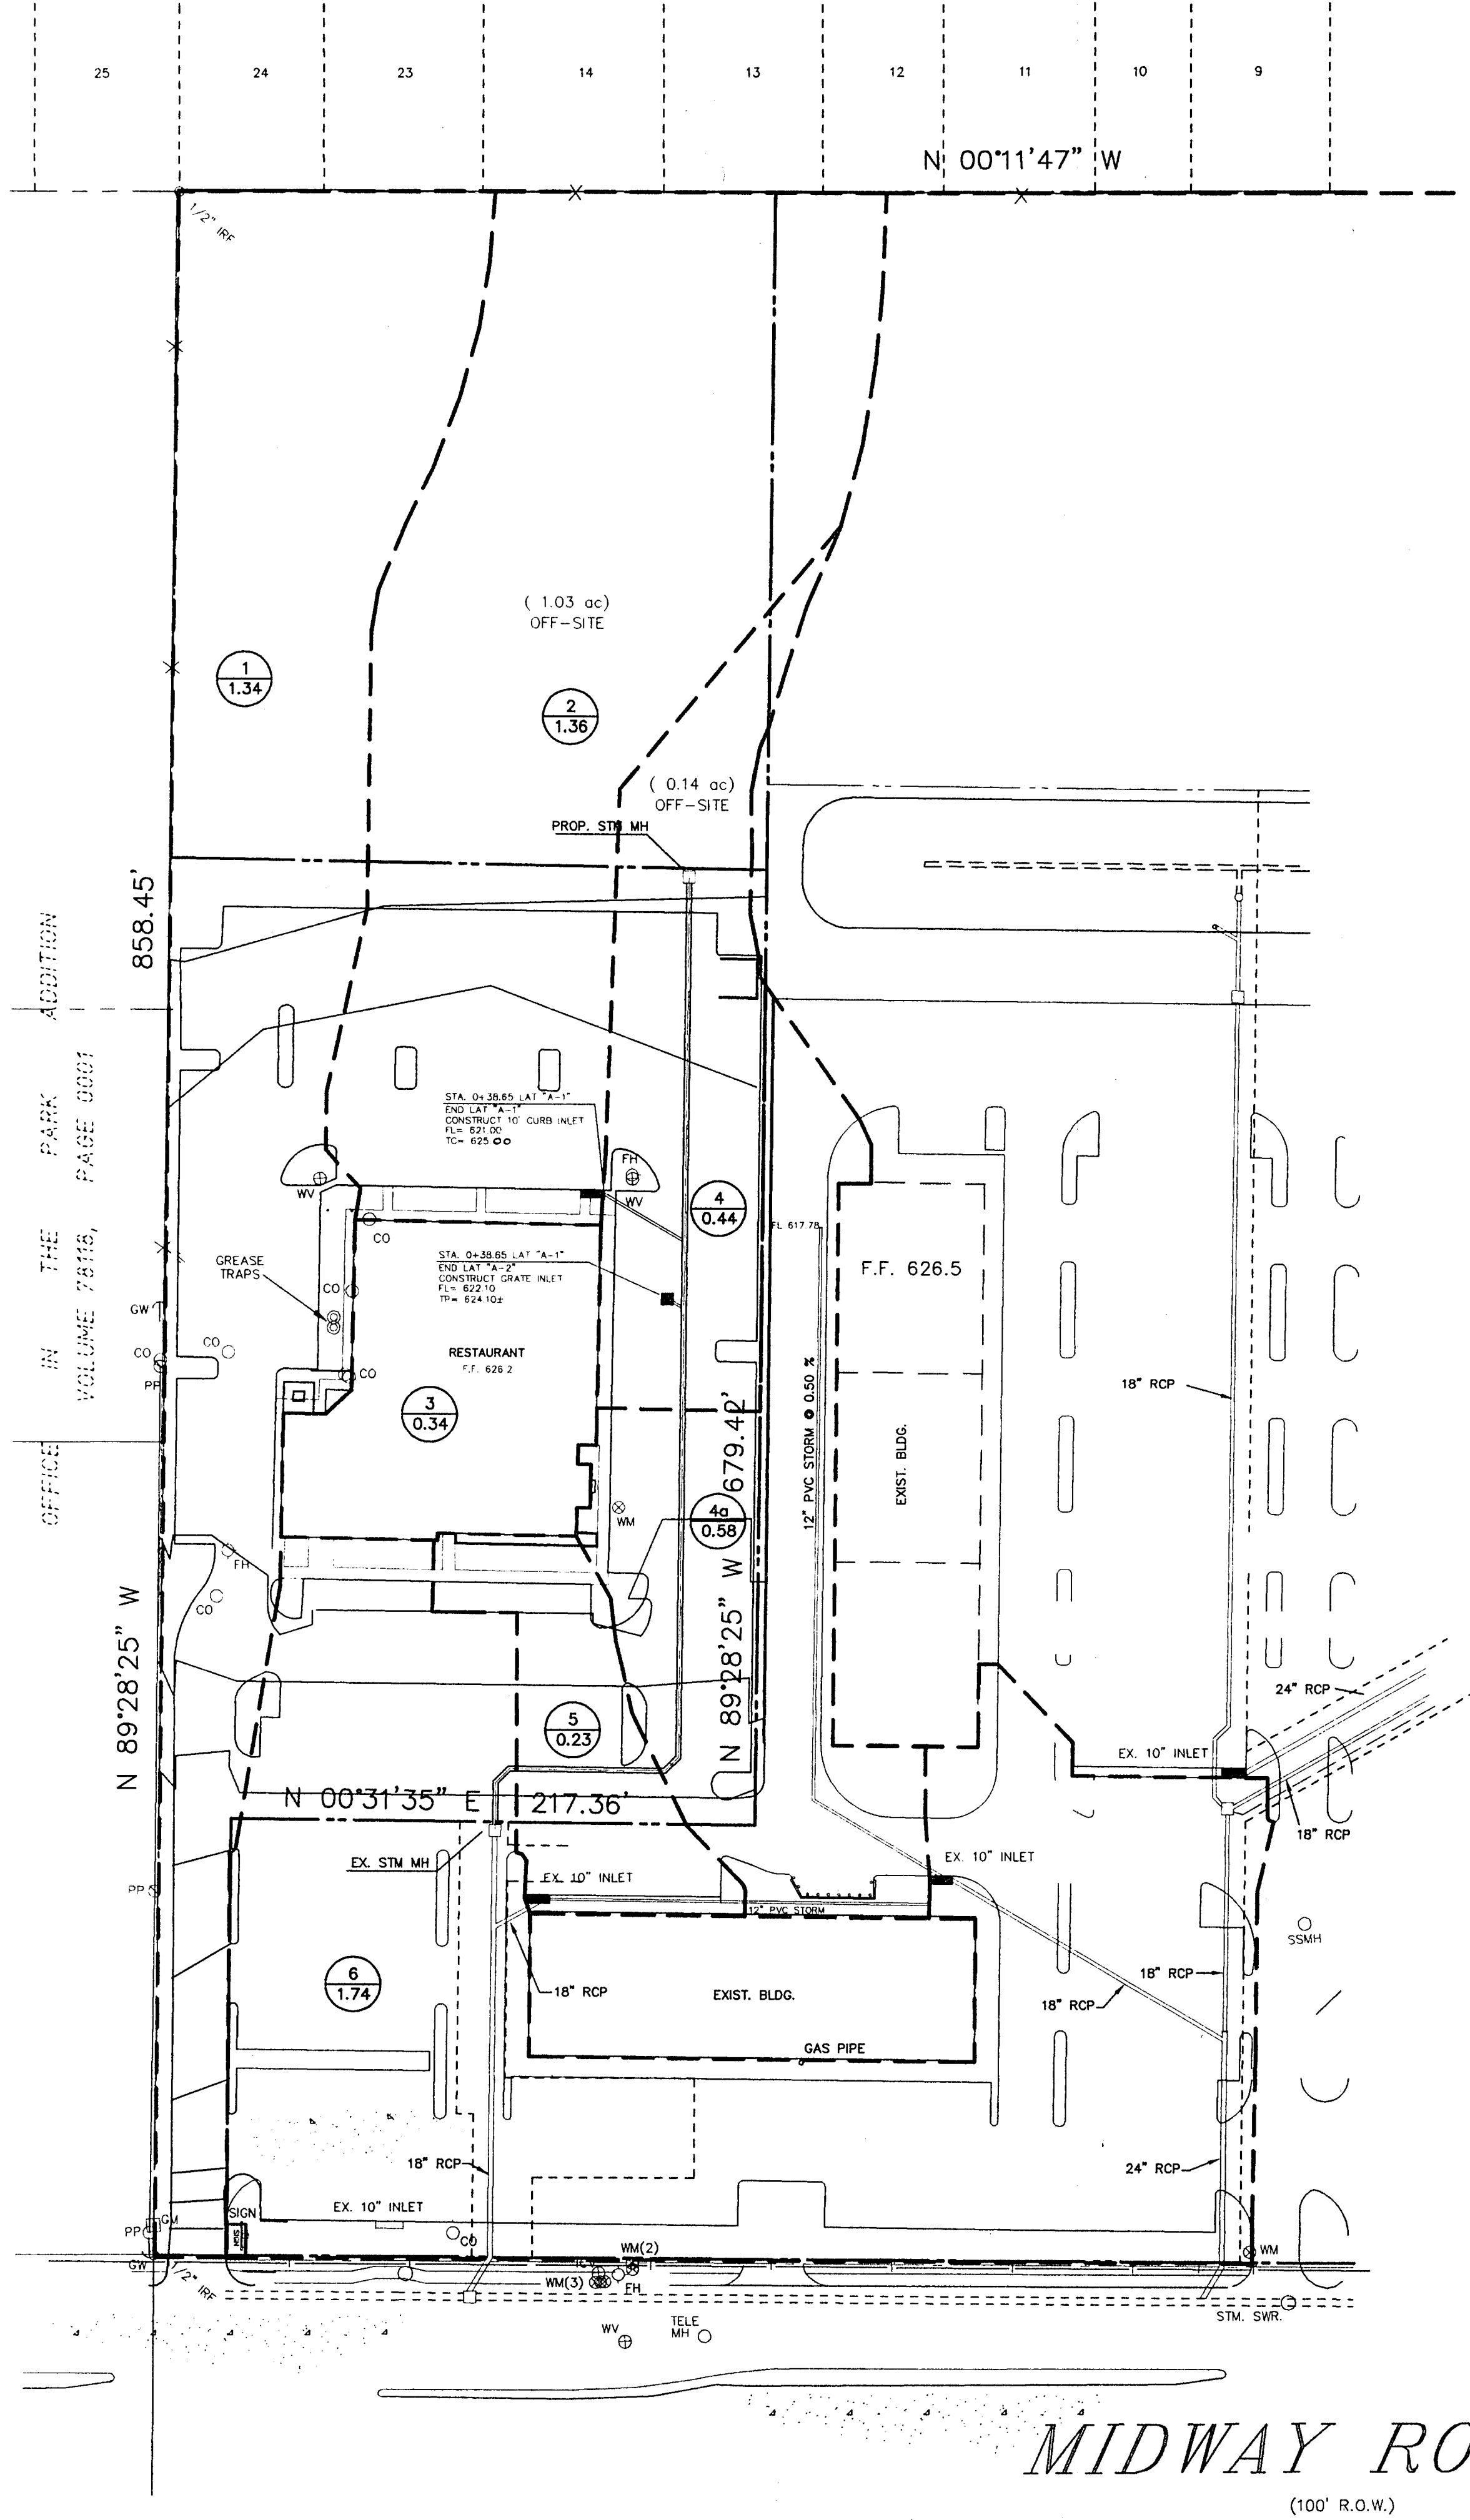 25
24
23
14
13
12
11
10
9
N 00°11'47" W
1/2" IRF
( 1.03 ac)
OFF-SITE
1
1.34
2
1.36
( 0.14 ac)
OFF-SITE
PROP. STM MH
858.45'
OFFICE IN THE PARK ADDITION
VOLUME 78118, PAGE 0001
STA. 0+38.65 LAT "A-1"
END LAT "A-1"
CONSTRUCT 10' CURB INLET
FL= 621.00
TC= 625.00
FH
WV
WV
4
0.44
FL 617.78
CO
STA. 0+38.65 LAT "A-1"
END LAT "A-2"
CONSTRUCT GRATE INLET
FL= 622.10
TP= 624.10±
GREASE
TRAPS
CO
F.F. 626.5
GW
CO
CO
PP
RESTAURANT
F.F. 626.2
CO
3
0.34
18" RCP
12" PVC STORM @ 0.50 %
EXIST. BLDG.
679.42'
4a
0.58
WM
FH
CO
N 89°28'25" W
N 89°28'25" W
24" RCP
5
0.23
EX. 10" INLET
N 00°31'35" E
217.36'
18" RCP
EX. STM MH
EX. 10" INLET
EX. 10" INLET
PP
12" PVC STORM
SSMH
6
1.74
18" RCP
EXIST. BLDG.
18" RCP
18" RCP
GAS PIPE
18" RCP
24" RCP
EX. 10" INLET
SIGN
SIGN
GM
PP
CO
WM(2)
WM
GW
1/2" IRF
WM(3)
FH
STM. SWR.
WV
TELE
MH
MIDWAY RO
(100' R.O.W.)